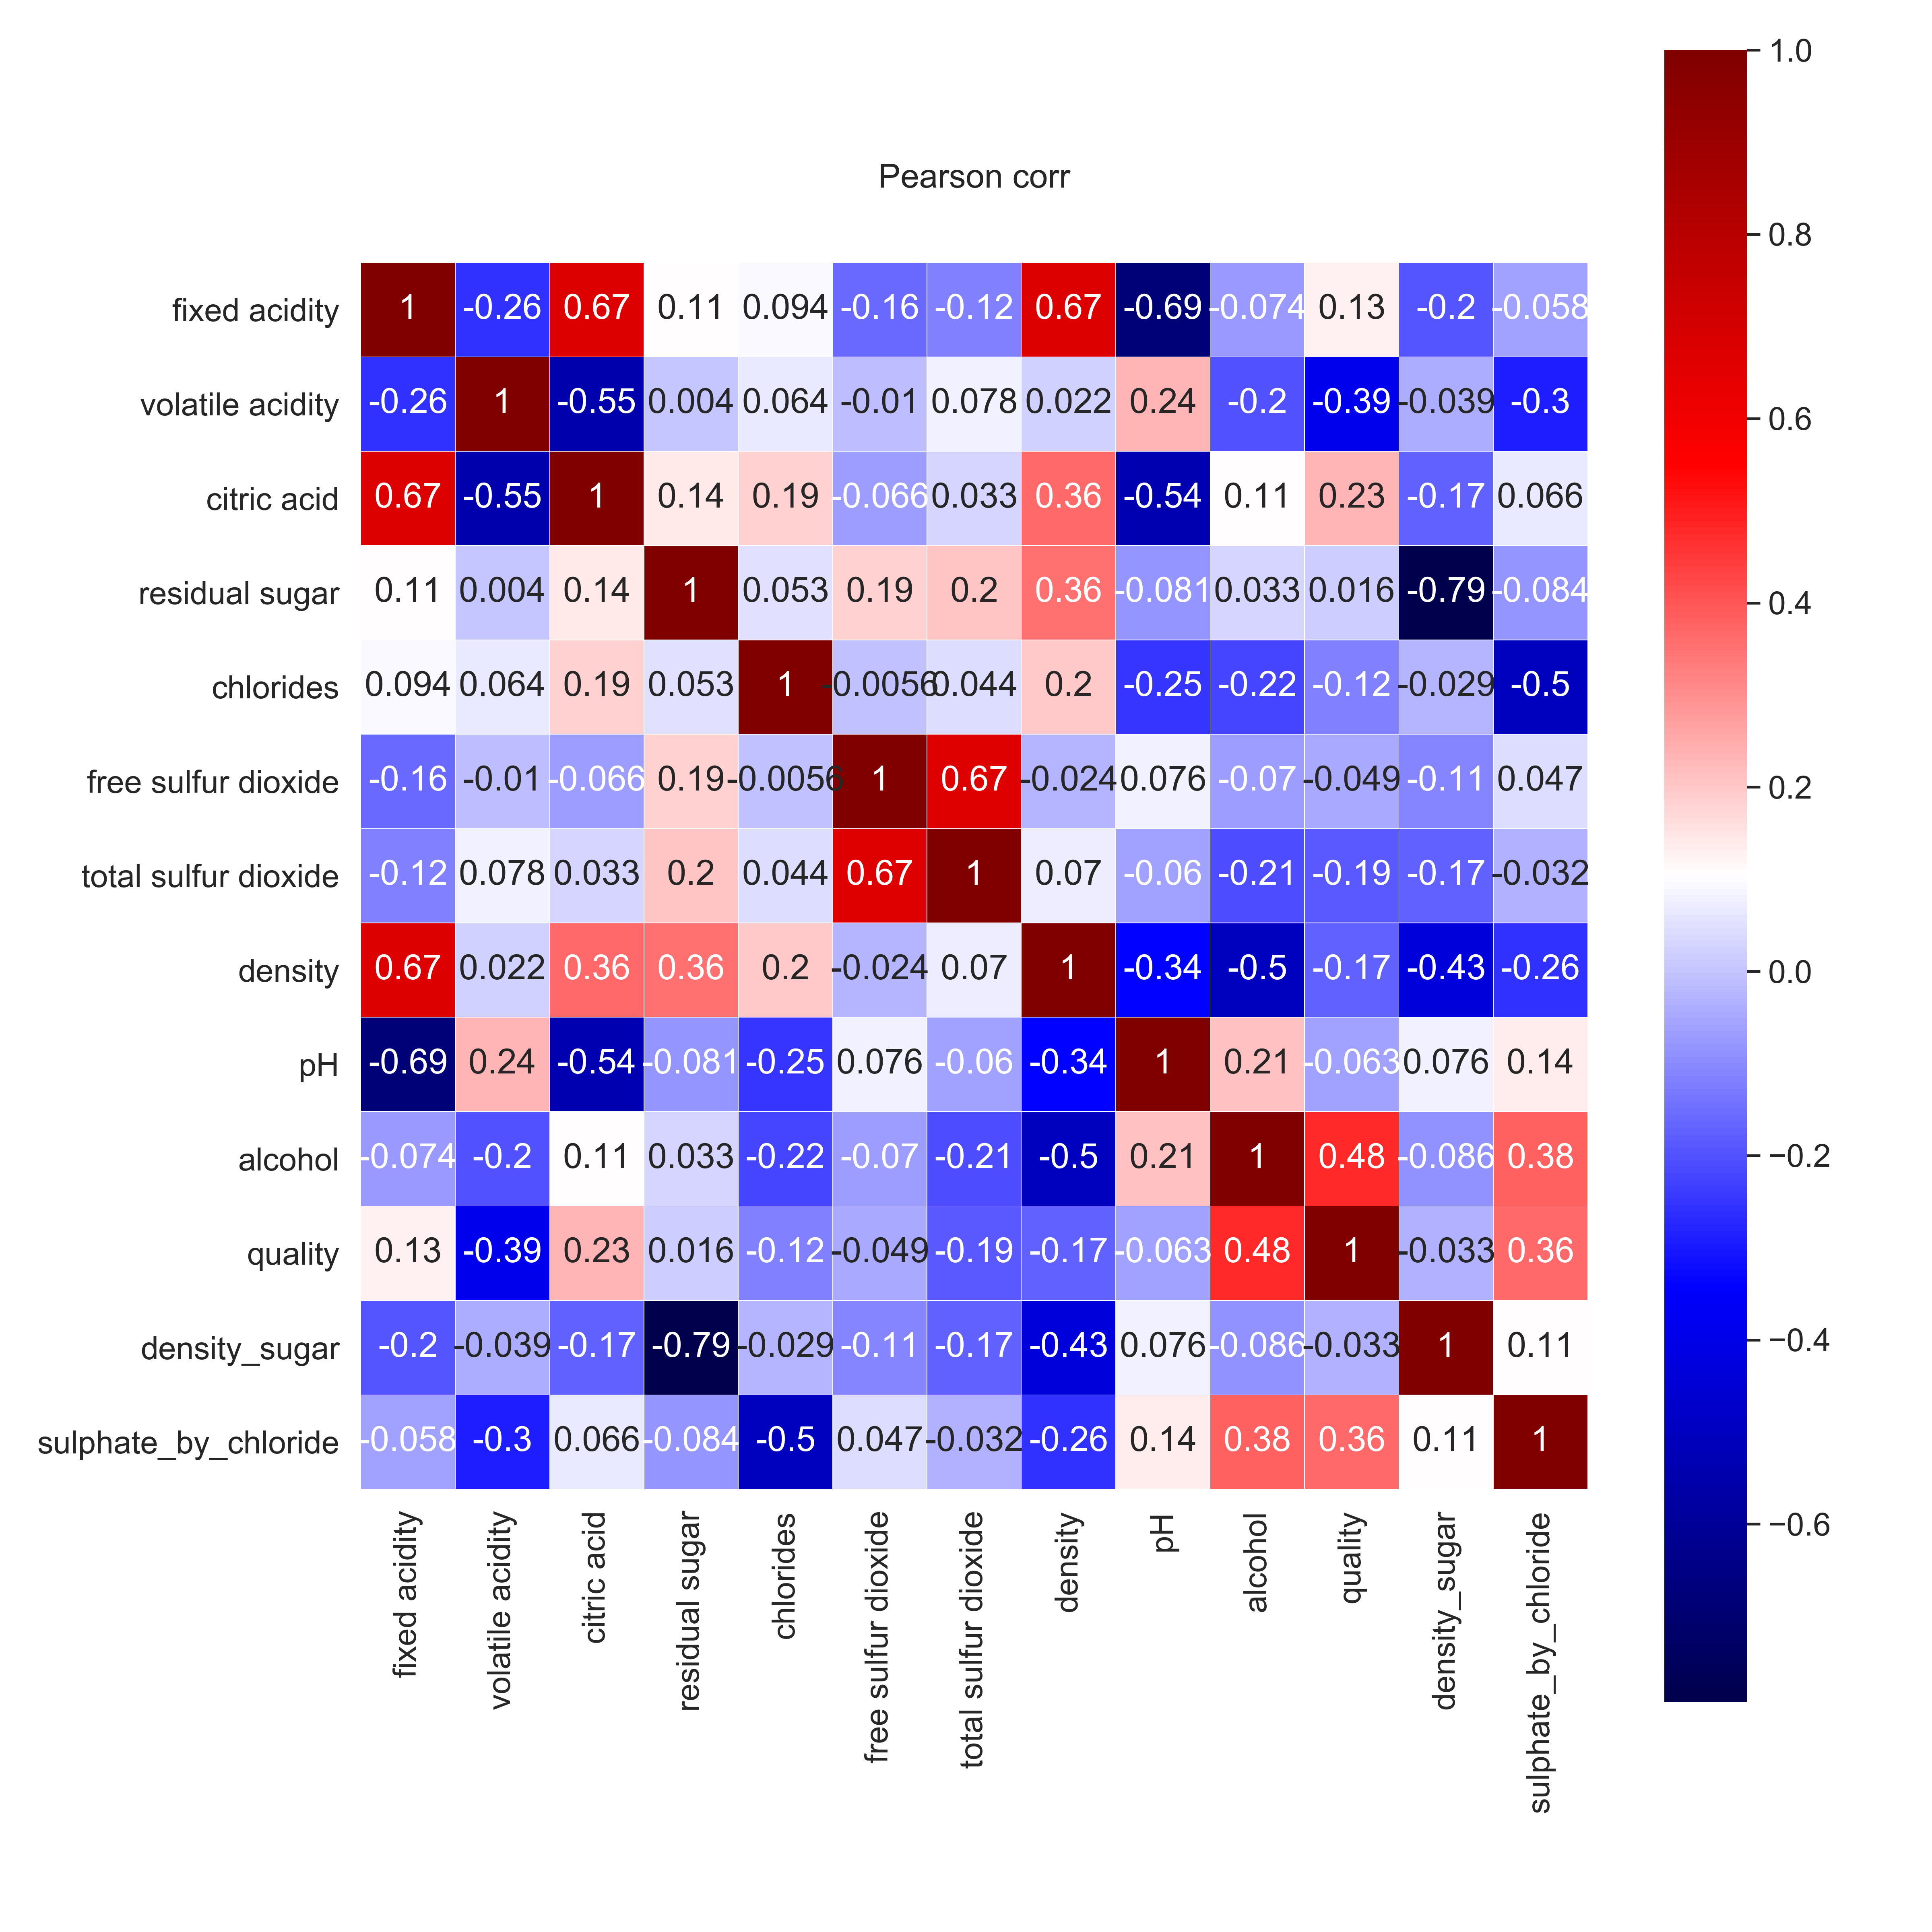 Pearson corr
1.0
0.8
0.6
0.4
0.2
0.0
−0.2
−0.4
−0.6
fixed acidity 1 -0.26 0.67 0.11 0.094 -0.16 -0.12 0.67 -0.69 -0.074 0.13 -0.2 -0.058
volatile acidity -0.26 1 -0.55 0.004 0.064 -0.01 0.078 0.022 0.24 -0.2 -0.39 -0.039 -0.3
citric acid 0.67 -0.55 1 0.14 0.19 -0.066 0.033 0.36 -0.54 0.11 0.23 -0.17 0.066
residual sugar 0.11 0.004 0.14 1 0.053 0.19 0.2 0.36 -0.081 0.033 0.016 -0.79 -0.084
chlorides 0.094 0.064 0.19 0.053 1 -0.0056 0.044 0.2 -0.25 -0.22 -0.12 -0.029 -0.5
free sulfur dioxide -0.16 -0.01 -0.066 0.19 -0.0056 1 0.67 -0.024 0.076 -0.07 -0.049 -0.11 0.047
total sulfur dioxide -0.12 0.078 0.033 0.2 0.044 0.67 1 0.07 -0.06 -0.21 -0.19 -0.17 -0.032
density 0.67 0.022 0.36 0.36 0.2 -0.024 0.07 1 -0.34 -0.5 -0.17 -0.43 -0.26
pH -0.69 0.24 -0.54 -0.081 -0.25 0.076 -0.06 -0.34 1 0.21 -0.063 0.076 0.14
alcohol -0.074 -0.2 0.11 0.033 -0.22 -0.07 -0.21 -0.5 0.21 1 0.48 -0.086 0.38
quality 0.13 -0.39 0.23 0.016 -0.12 -0.049 -0.19 -0.17 -0.063 0.48 1 -0.033 0.36
density_sugar -0.2 -0.039 -0.17 -0.79 -0.029 -0.11 -0.17 -0.43 0.076 -0.086 -0.033 1 0.11
sulphate_by_chloride -0.058 -0.3 0.066 -0.084 -0.5 0.047 -0.032 -0.26 0.14 0.38 0.36 0.11 1
fixed acidity
volatile acidity
citric acid
residual sugar
chlorides
free sulfur dioxide
total sulfur dioxide
density
pH
alcohol
quality
density_sugar
sulphate_by_chloride